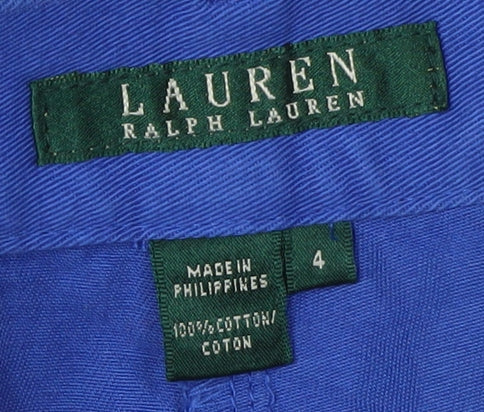 LAUREN
RALPH LAUREN
4
MADE IN
PHILIPPINES
100% COTTON/
COTON